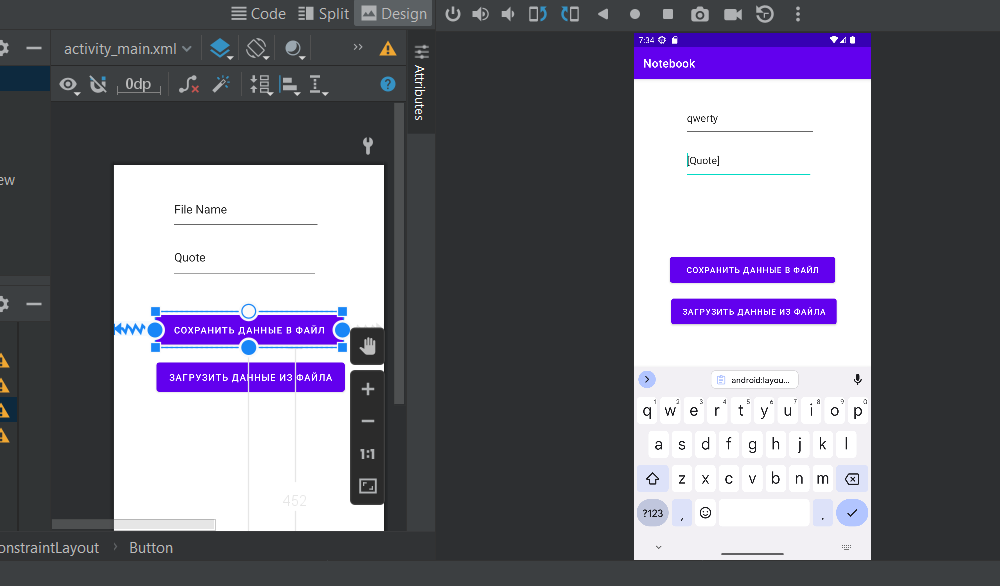 Code Split Design
activity_main.xml
0dp
Attributes
ew
File Name
Quote
СОХРАНИТЬ ДАННЫЕ В ФАЙЛ
ЗАГРУЗИТЬ ДАННЫЕ ИЗ ФАЙЛА
1:1
452
onstraintLayout › Button
7:34
Notebook
qwerty
[Quote]
СОХРАНИТЬ ДАННЫЕ В ФАЙЛ
ЗАГРУЗИТЬ ДАННЫЕ ИЗ ФАЙЛА
android:layou...
1 2 3 4 5 6 7 8 9 0
q w e r t y u i o p
a s d f g h j k l
z x c v b n m
?123 , .